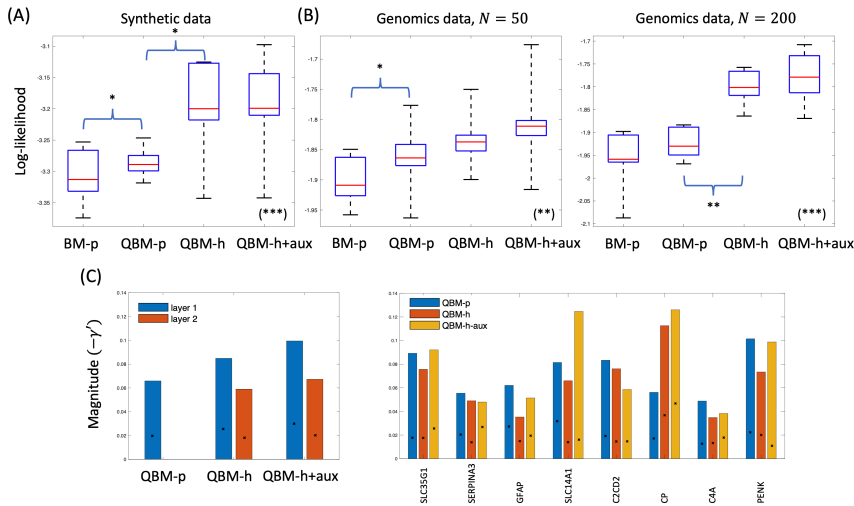 (A)
Synthetic data
Log-likelihood
-3.1
-3.15
-3.2
-3.25
-3.3
-3.35
*
*
(***)
BM-p QBM-p QBM-h QBM-h+aux
(B)
Genomics data, N = 50
-1.7
-1.75
-1.8
-1.85
-1.9
-1.95
*
(**)
BM-p QBM-p QBM-h QBM-h+aux
Genomics data, N = 200
-1.7
-1.75
-1.8
-1.85
-1.9
-1.95
-2
-2.05
-2.1
**
(***)
BM-p QBM-p QBM-h QBM-h+aux
(C)
Magnitude (−γ′)
0.14
0.12
0.1
0.08
0.06
0.04
0.02
0
layer 1
layer 2
QBM-p QBM-h QBM-h+aux
0.14
0.12
0.1
0.08
0.06
0.04
0.02
0
QBM-p
QBM-h
QBM-h-aux
SLC35G1
SERPINA3
GFAP
SLC14A1
C2CD2
CP
C4A
PENK